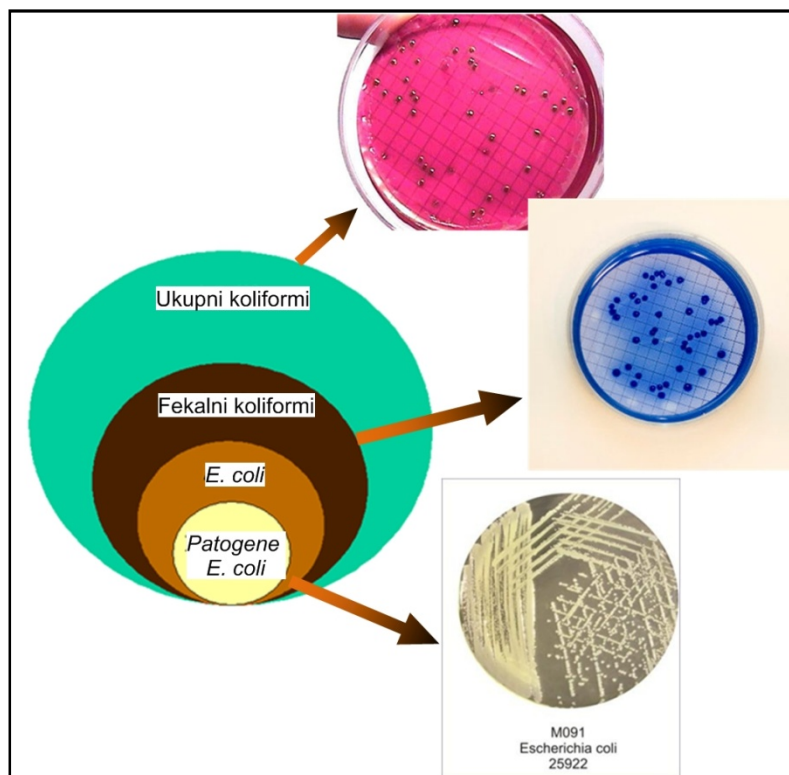 Ukupni koliformi
Fekalni koliformi
E. coli
Patogene
E. coli
M091
Escherichia coli
25922